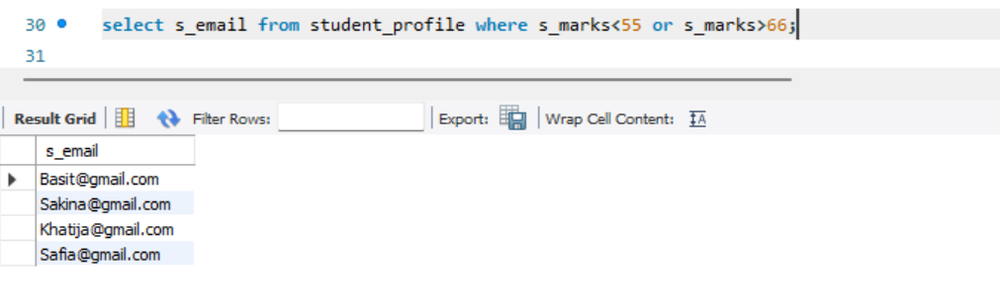 30 select s_email from student_profile where s_marks<55 or s_marks>66;
31
Result Grid Filter Rows: Export: Wrap Cell Content: IA
s_email
Basit@gmail.com
Sakina@gmail.com
Khatija@gmail.com
Safia@gmail.com